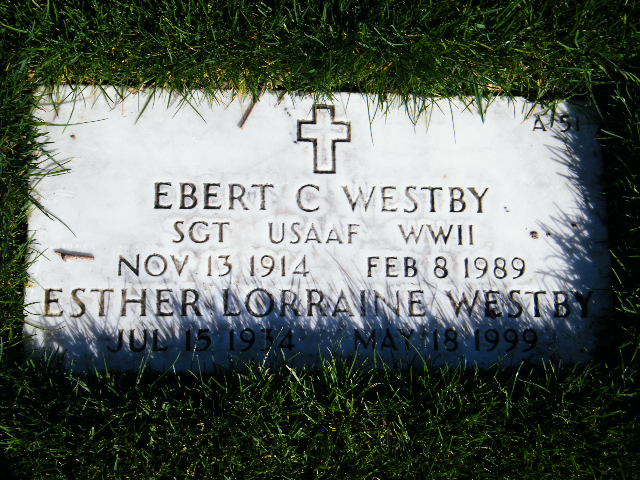 A 51
EBERT C WESTBY
SGT USAAF WWII
NOV 13 1914 FEB 8 1989
ESTHER LORRAINE WESTBY
JUL 15 1934 MAY 18 1999